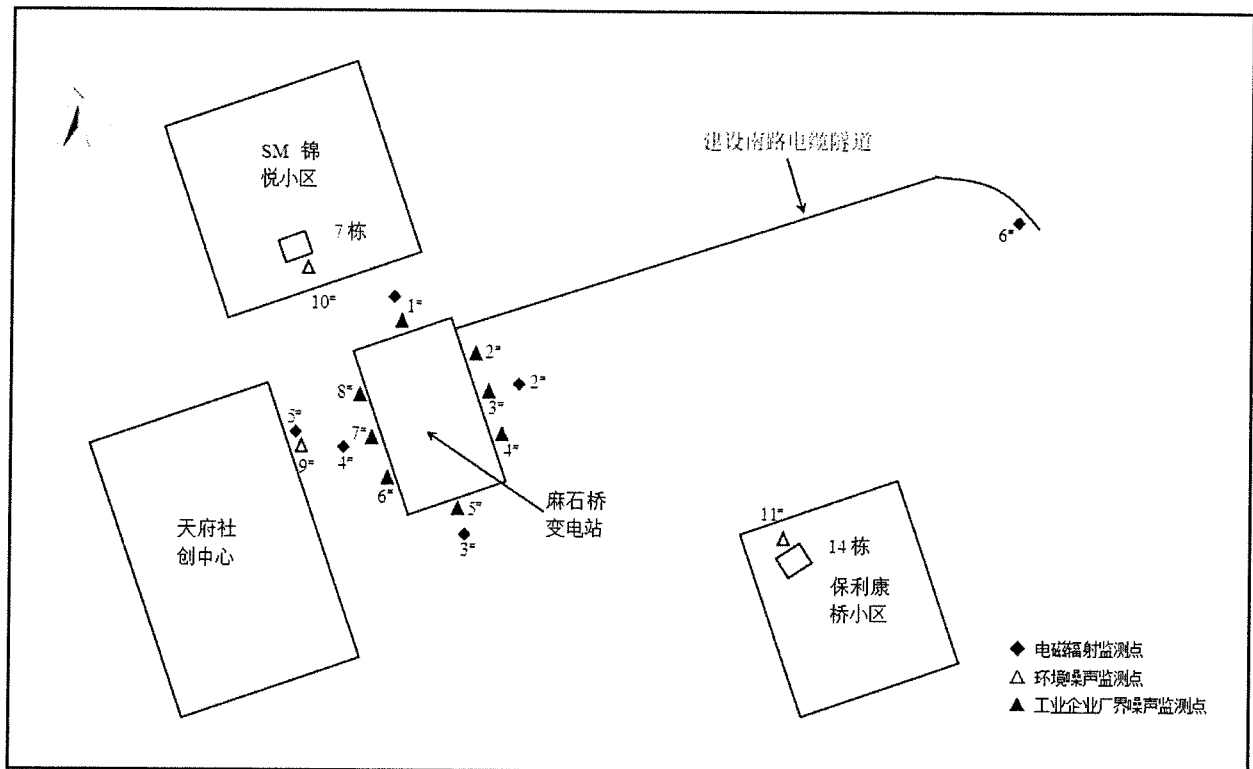 SM 锦
悦小区
7 栋
10#
建设南路电缆隧道
6#
1#
2#
2#
3#
4#
8#
7#
6#
5#
9#
4#
5#
3#
麻石桥
变电站
天府社
创中心
11#
14 栋
保利康
桥小区
电磁辐射监测点
环境噪声监测点
工业企业厂界噪声监测点